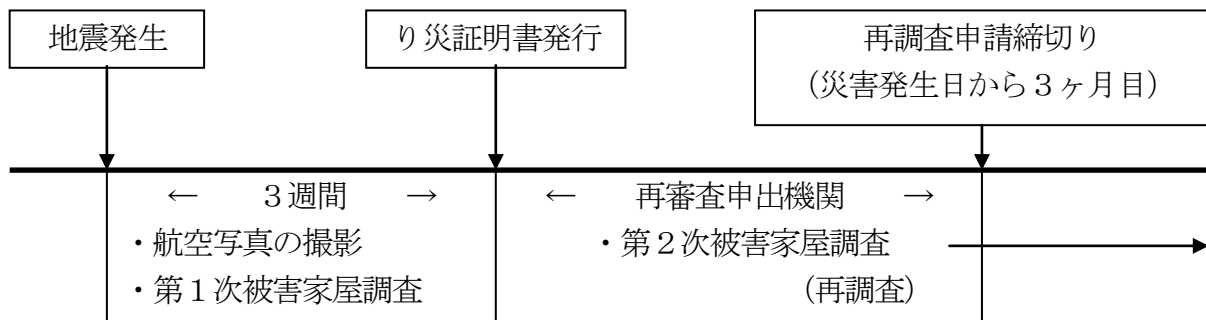 地震発生
り災証明書発行
再調査申請締切り
（災害発生日から３ヶ月目）
← ３週間 →
← 再審査申出機関 →
・航空写真の撮影
・第２次被害家屋調査
・第１次被害家屋調査
（再調査）